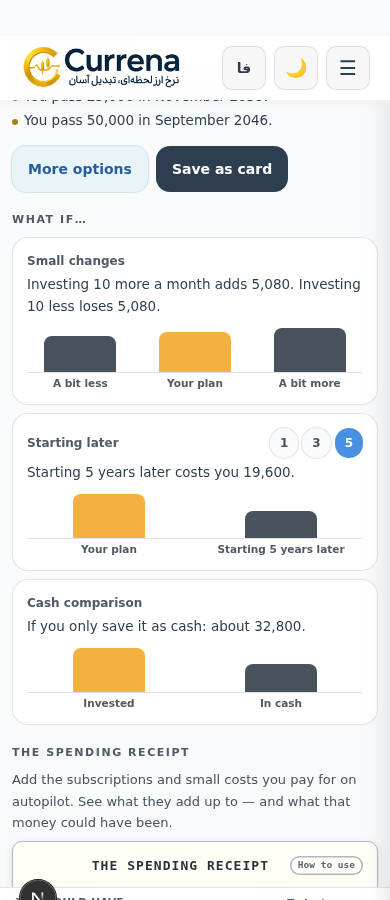 Currena
نرخ ارز لحظه‌ای، تبدیل آسان
فا
You pass 50,000 in September 2046.
More options
Save as card
WHAT IF…
Small changes
Investing 10 more a month adds 5,080. Investing
10 less loses 5,080.
A bit less
Your plan
A bit more
Starting later
1
3
5
Starting 5 years later costs you 19,600.
Your plan
Starting 5 years later
Cash comparison
If you only save it as cash: about 32,800.
Invested
In cash
THE SPENDING RECEIPT
Add the subscriptions and small costs you pay for on
autopilot. See what they add up to — and what that
money could have been.
THE SPENDING RECEIPT
How to use